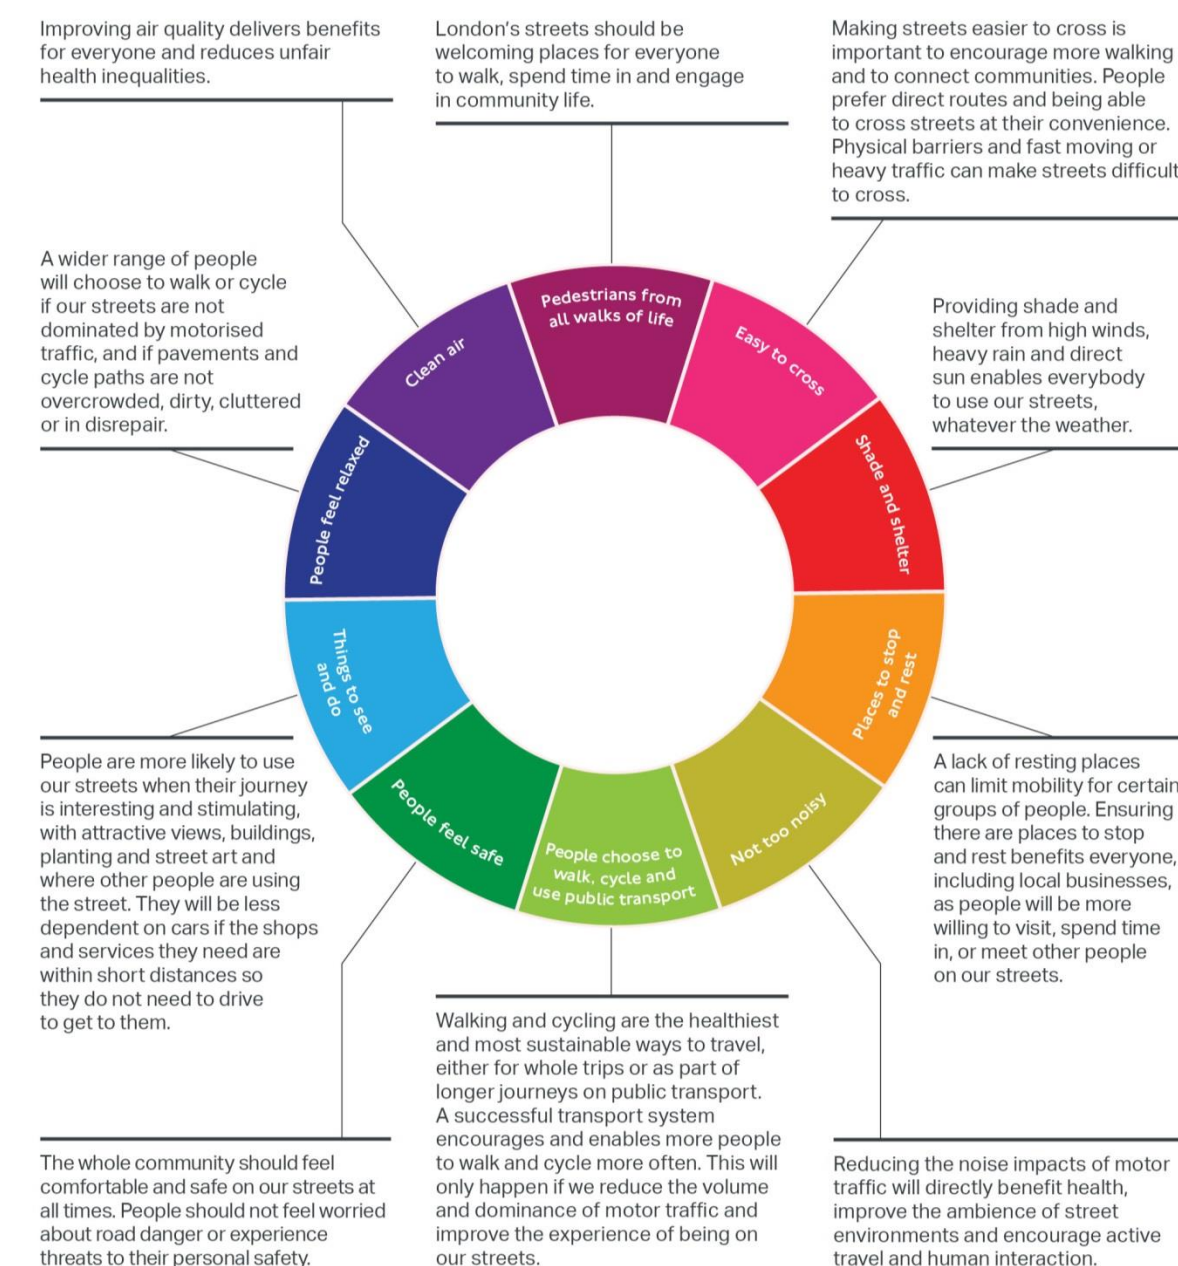 Improving air quality delivers benefits
for everyone and reduces unfair
health inequalities.
London's streets should be
welcoming places for everyone
to walk, spend time in and engage
in community life.
Making streets easier to cross is
important to encourage more walking
and to connect communities. People
prefer direct routes and being able
to cross streets at their convenience.
Physical barriers and fast moving or
heavy traffic can make streets difficult
to cross.
A wider range of people
will choose to walk or cycle
if our streets are not
dominated by motorised
traffic, and if pavements and
cycle paths are not
overcrowded, dirty, cluttered
or in disrepair.
Providing shade and
shelter from high winds,
heavy rain and direct
sun enables everybody
to use our streets,
whatever the weather.
Pedestrians from
all walks of life
Easy to cross
Shade and shelter
Places to stop
and rest
Not too noisy
People choose to
walk, cycle and
use public transport
People feel safe
Things to see
and do
People feel relaxed
Clean air
People are more likely to use
our streets when their journey
is interesting and stimulating,
with attractive views, buildings,
planting and street art and
where other people are using
the street. They will be less
dependent on cars if the shops
and services they need are
within short distances so
they do not need to drive
to get to them.
A lack of resting places
can limit mobility for certain
groups of people. Ensuring
there are places to stop
and rest benefits everyone,
including local businesses,
as people will be more
willing to visit, spend time
in, or meet other people
on our streets.
The whole community should feel
comfortable and safe on our streets at
all times. People should not feel worried
about road danger or experience
threats to their personal safety.
Walking and cycling are the healthiest
and most sustainable ways to travel,
either for whole trips or as part of
longer journeys on public transport.
A successful transport system
encourages and enables more people
to walk and cycle more often. This will
only happen if we reduce the volume
and dominance of motor traffic and
improve the experience of being on
our streets.
Reducing the noise impacts of motor
traffic will directly benefit health,
improve the ambience of street
environments and encourage active
travel and human interaction.